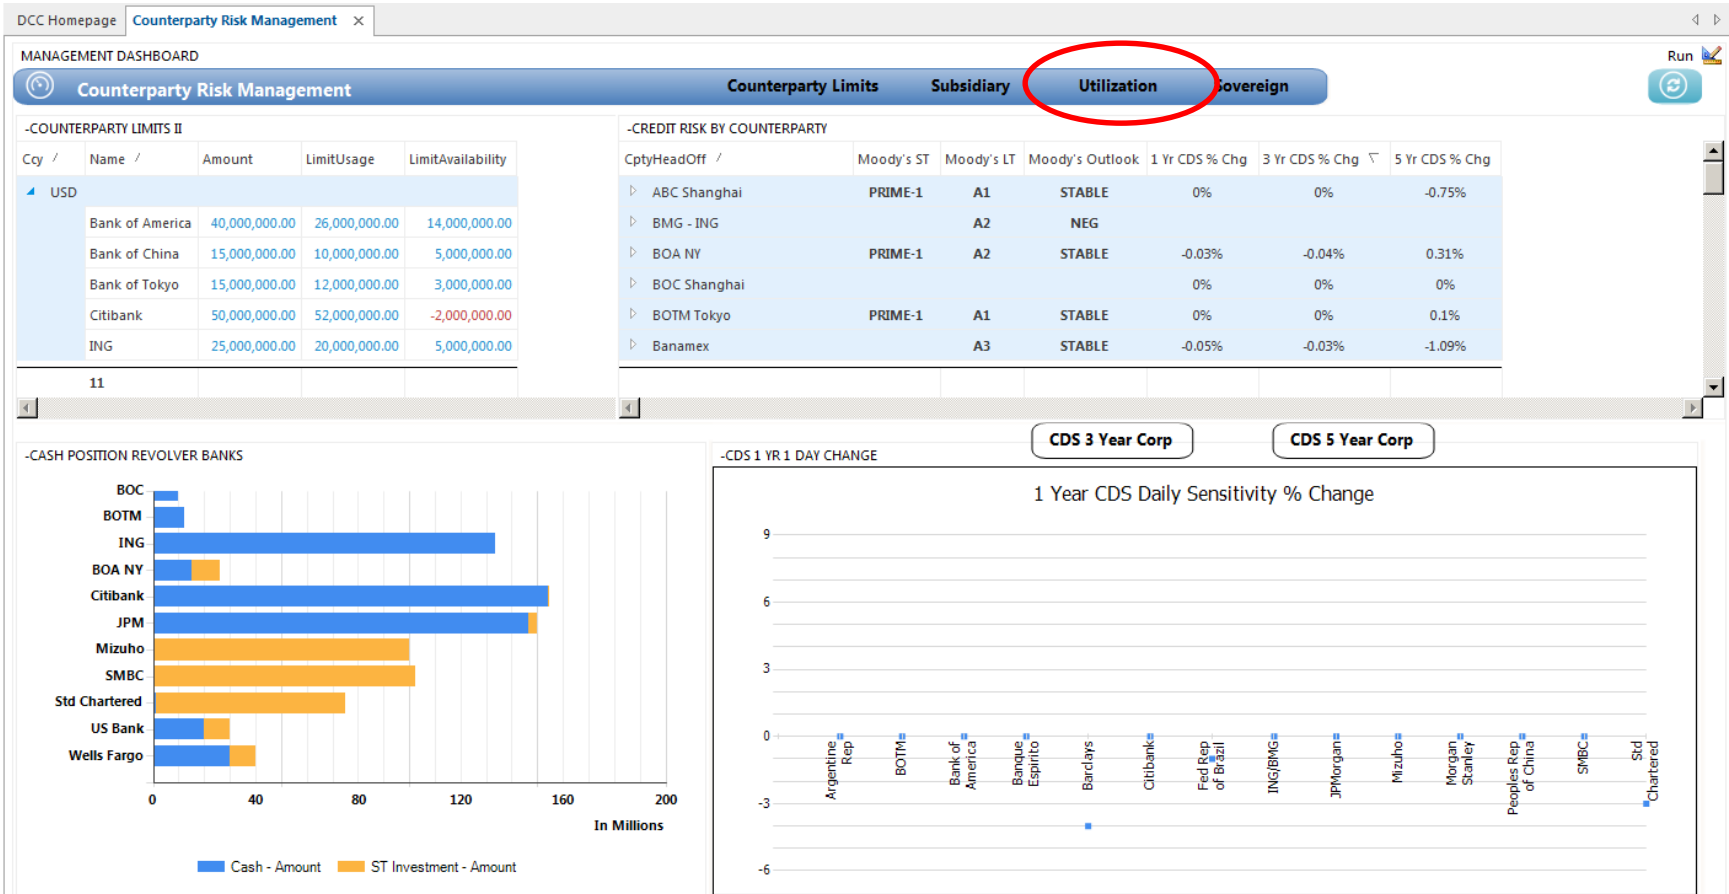 DCC Homepage Counterparty Risk Management ×
MANAGEMENT DASHBOARD Run
Counterparty Risk Management Counterparty Limits Subsidiary Utilization Sovereign
-COUNTERPARTY LIMITS II
Ccy / Name / Amount LimitUsage LimitAvailability
USD
Bank of America 40,000,000.00 26,000,000.00 14,000,000.00
Bank of China 15,000,000.00 10,000,000.00 5,000,000.00
Bank of Tokyo 15,000,000.00 12,000,000.00 3,000,000.00
Citibank 50,000,000.00 52,000,000.00 -2,000,000.00
ING 25,000,000.00 20,000,000.00 5,000,000.00
11
-CREDIT RISK BY COUNTERPARTY
CptyHeadOff / Moody's ST Moody's LT Moody's Outlook 1 Yr CDS % Chg 3 Yr CDS % Chg 5 Yr CDS % Chg
ABC Shanghai PRIME-1 A1 STABLE 0% 0% -0.75%
BMG - ING A2 NEG
BOA NY PRIME-1 A2 STABLE -0.03% -0.04% 0.31%
BOC Shanghai 0% 0% 0%
BOTM Tokyo PRIME-1 A1 STABLE 0% 0% 0.1%
Banamex A3 STABLE -0.05% -0.03% -1.09%
-CASH POSITION REVOLVER BANKS
BOC
BOTM
ING
BOA NY
Citibank
JPM
Mizuho
SMBC
Std Chartered
US Bank
Wells Fargo
0 40 80 120 160 200
In Millions
Cash - Amount ST Investment - Amount
CDS 3 Year Corp CDS 5 Year Corp
-CDS 1 YR 1 DAY CHANGE
1 Year CDS Daily Sensitivity % Change
9
6
3
0
-3
-6
Argentine
Rep
BOTM
Bank of
America
Banque
Espirito
Barclays
Citibank
Fed Rep
of Brazil
ING/BMG
JPMorgan
Mizuho
Morgan
Stanley
Peoples Rep
of China
SMBC
Std
Chartered